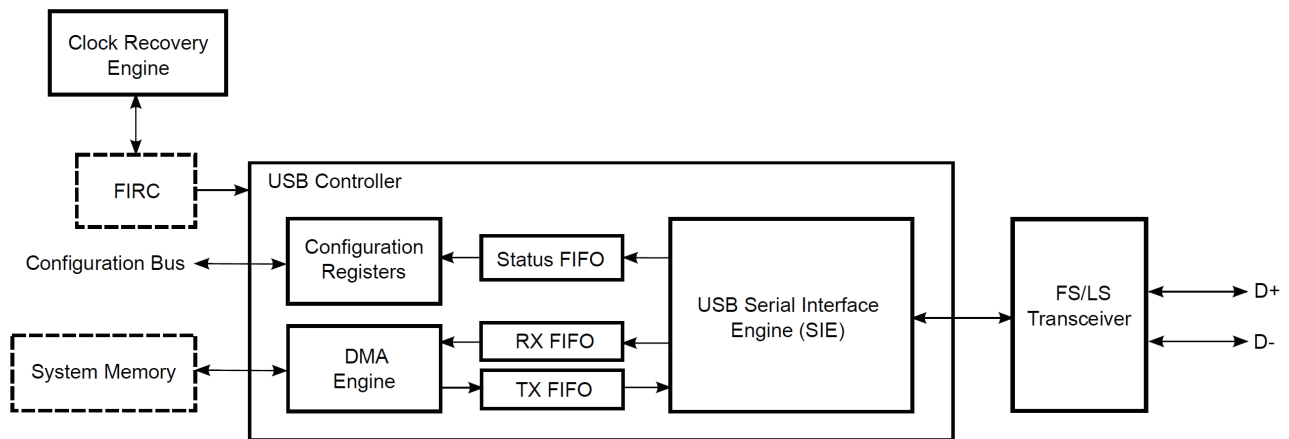 Clock Recovery
Engine
FIRC
USB Controller
Configuration Bus
Configuration
Registers
Status FIFO
USB Serial Interface
Engine (SIE)
FS/LS
Transceiver
D+
D-
System Memory
DMA
Engine
RX FIFO
TX FIFO